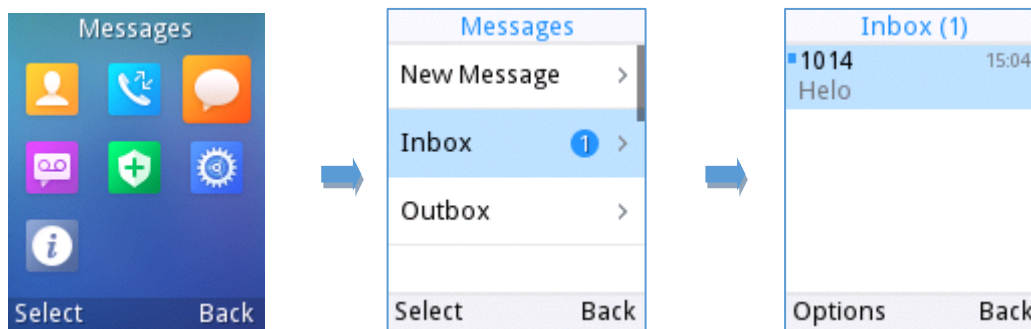 Messages
Select Back
Messages
New Message
Inbox 1
Outbox
Select Back
Inbox (1)
1014 15:04
Helo
Options Back